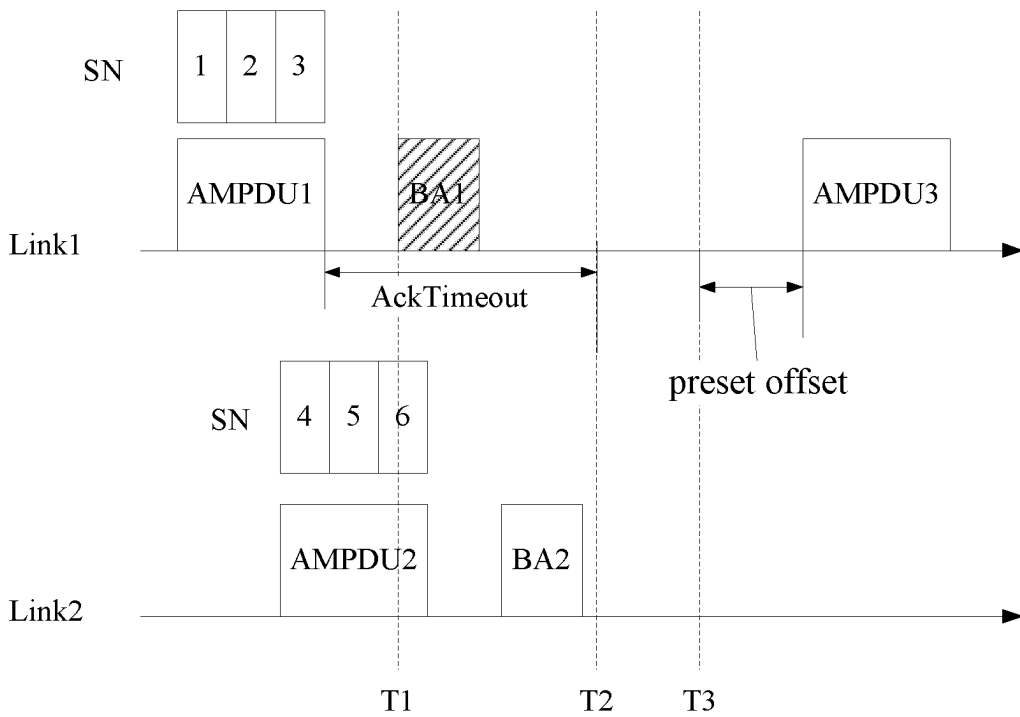 SN 1 2 3
AMPDU1 BA1 AMPDU3
Link1
AckTimeout
preset offset
SN 4 5 6
AMPDU2 BA2
Link2
T1 T2 T3